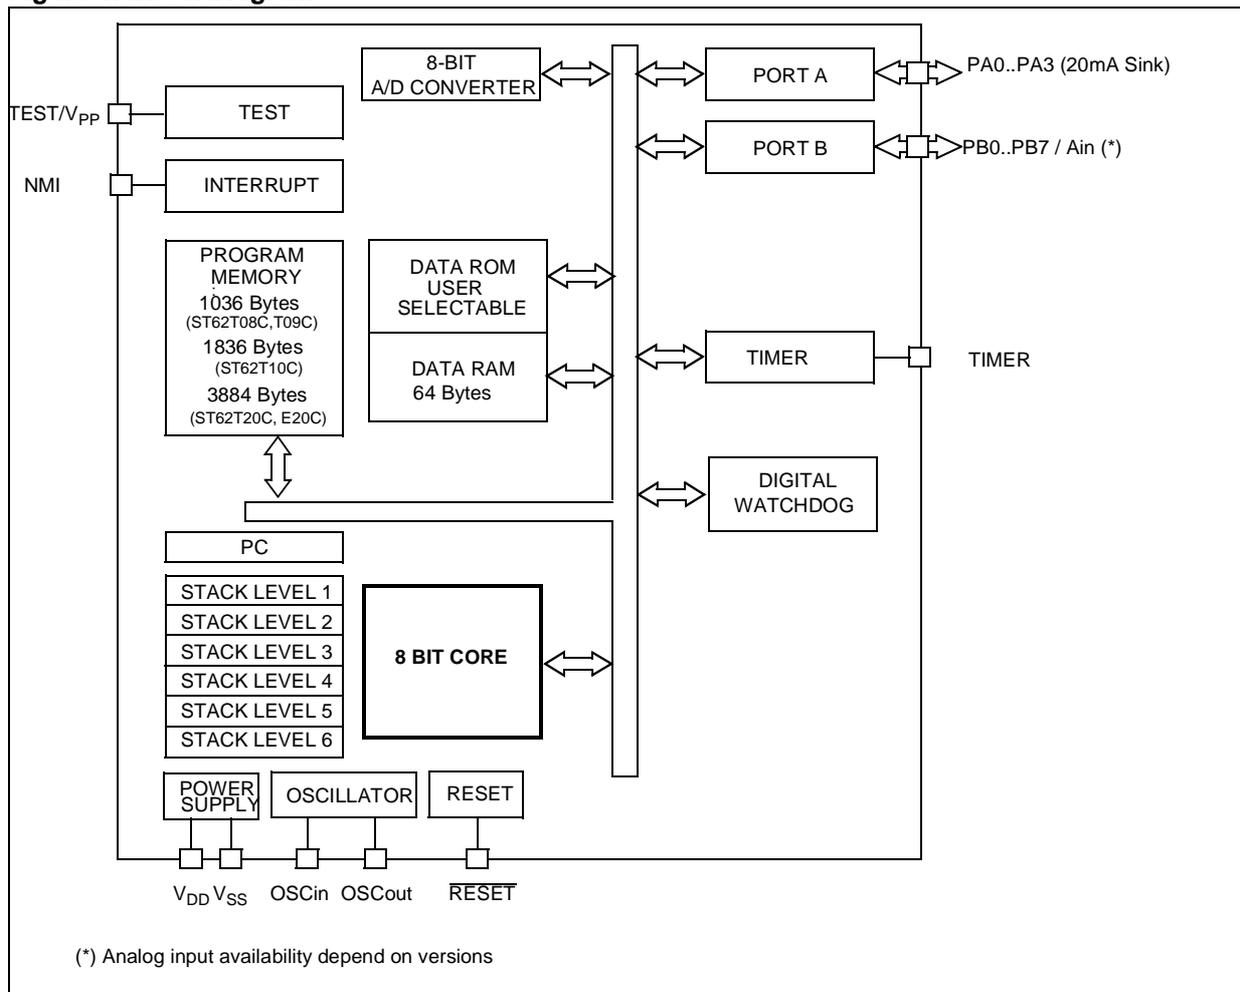 8-BIT
A/D CONVERTER
PORT A
PA0..PA3 (20mA Sink)
TEST/VPP
TEST
PORT B
PB0..PB7 / Ain (*)
NMI
INTERRUPT
PROGRAM
MEMORY
:
1036 Bytes
(ST62T08C,T09C)
1836 Bytes
(ST62T10C)
3884 Bytes
(ST62T20C, E20C)
DATA ROM
USER
SELECTABLE
DATA RAM
64 Bytes
TIMER
TIMER
DIGITAL
WATCHDOG
PC
STACK LEVEL 1
STACK LEVEL 2
STACK LEVEL 3
STACK LEVEL 4
STACK LEVEL 5
STACK LEVEL 6
8 BIT CORE
POWER
SUPPLY
OSCILLATOR
RESET
VDD VSS OSCin OSCout RESET
(*) Analog input availability depend on versions